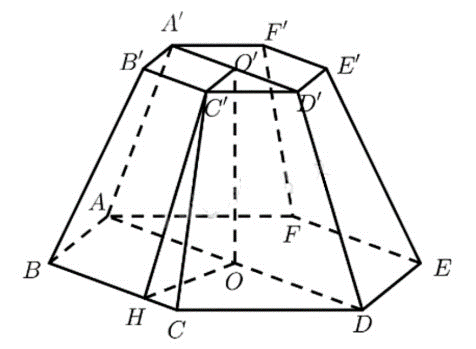 A' F'
B' O' E'
C' D'
A
F
B O E
H C D